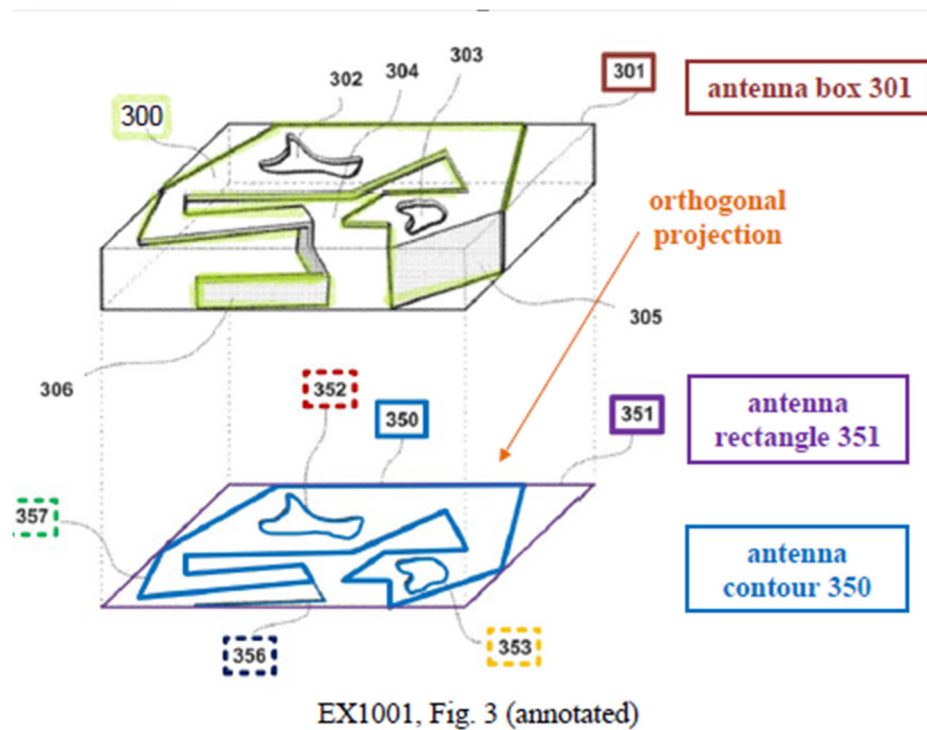 303
304
302
301
antenna box 301
300
orthogonal
projection
305
306
352
350
351
antenna
rectangle 351
357
antenna
contour 350
356
353
EX1001, Fig. 3 (annotated)